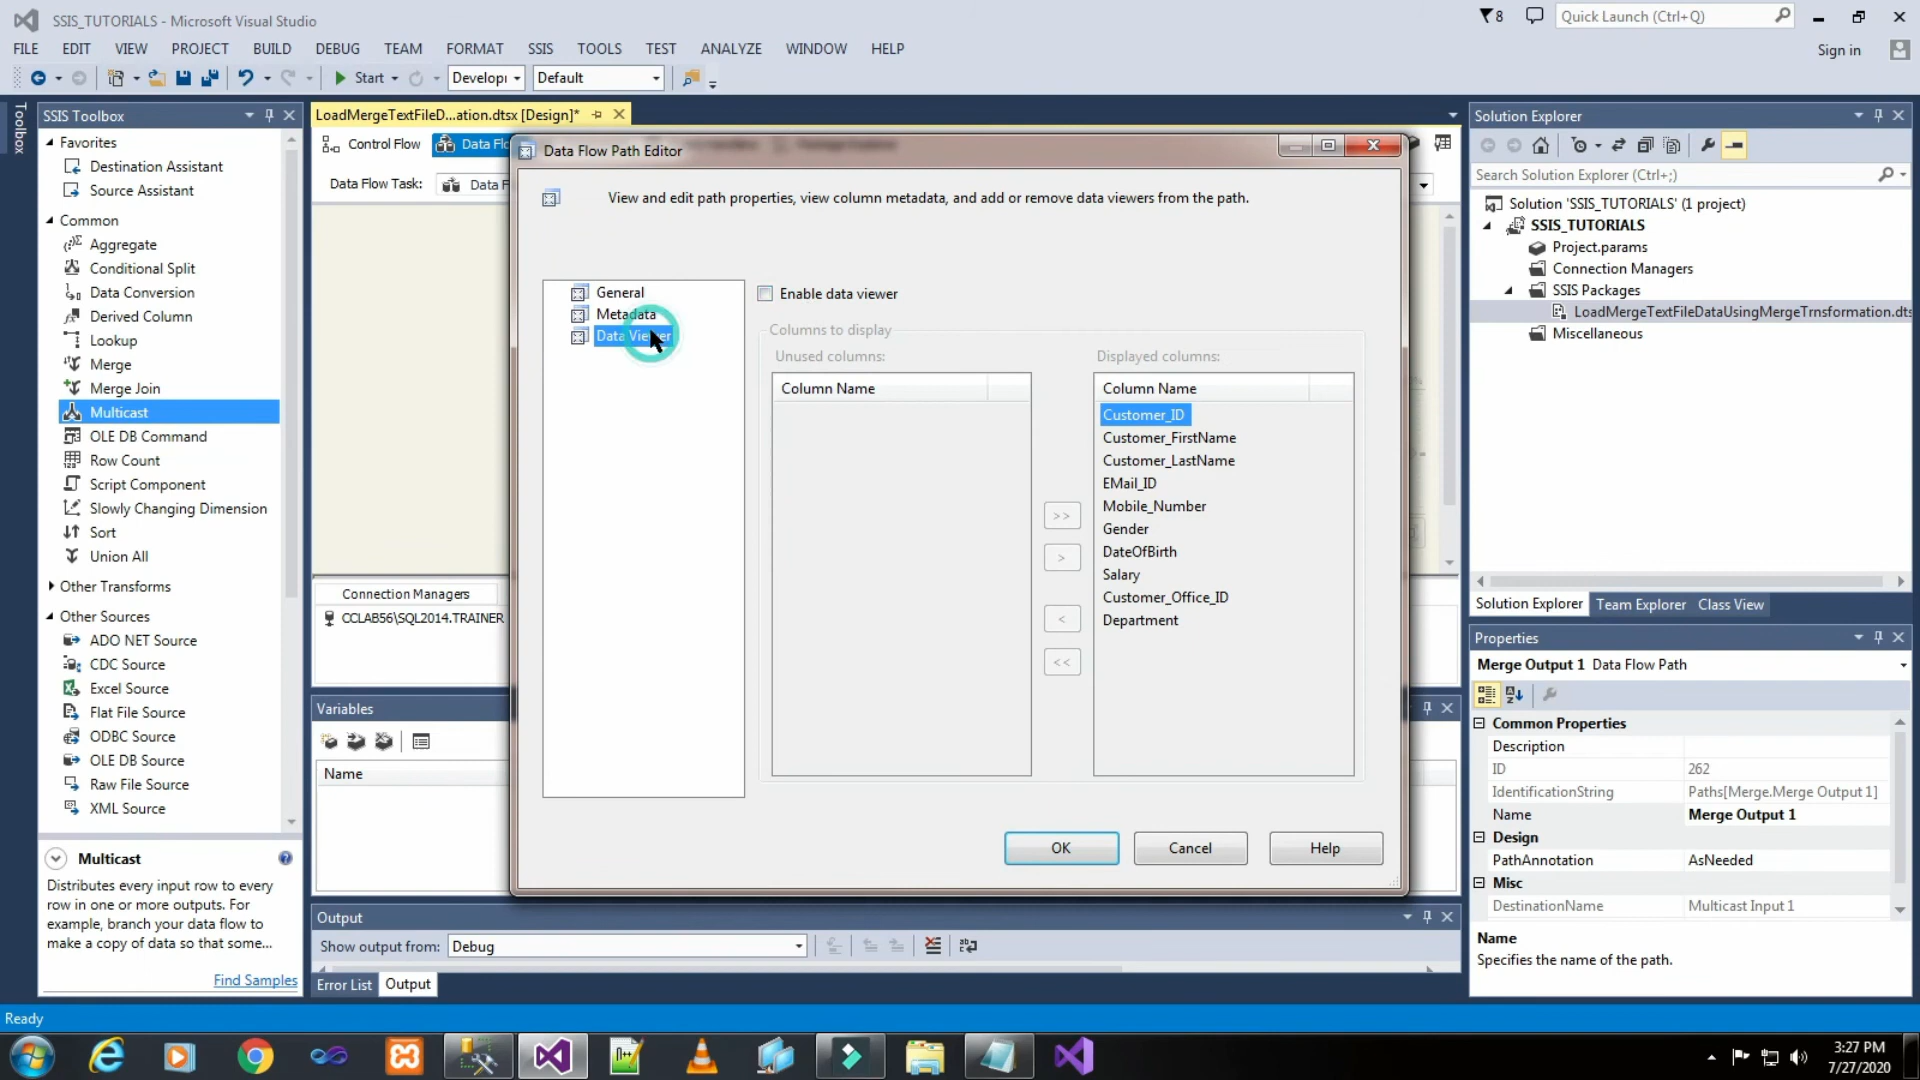 SSIS_TUTORIALS - Microsoft Visual Studio
8
Quick Launch (Ctrl+Q)
FILE EDIT VIEW PROJECT BUILD DEBUG TEAM FORMAT SSIS TOOLS TEST ANALYZE WINDOW HELP
Sign in
Start
Developi
Default
Toolbox
SSIS Toolbox
Favorites
Destination Assistant
Source Assistant
Common
Aggregate
Conditional Split
Data Conversion
Derived Column
Lookup
Merge
Merge Join
Multicast
OLE DB Command
Row Count
Script Component
Slowly Changing Dimension
Sort
Union All
Other Transforms
Other Sources
ADO NET Source
CDC Source
Excel Source
Flat File Source
ODBC Source
OLE DB Source
Raw File Source
XML Source
Multicast
Distributes every input row to every
row in one or more outputs. For
example, branch your data flow to
make a copy of data so that some...
Find Samples
LoadMergeTextFileD...ation.dtsx [Design]*
Control Flow
Data Flo
Data Flow Task:
Data F
Connection Managers
CCLAB56\SQL2014.TRAINER
Variables
Name
Output
Show output from: Debug
Error List
Output
Data Flow Path Editor
View and edit path properties, view column metadata, and add or remove data viewers from the path.
General
Metadata
Data Viewer
Enable data viewer
Columns to display
Unused columns:
Displayed columns:
Column Name
Column Name
Customer_ID
Customer_FirstName
Customer_LastName
EMail_ID
Mobile_Number
Gender
DateOfBirth
Salary
Customer_Office_ID
Department
>>
>
<
<<
OK
Cancel
Help
Solution Explorer
Search Solution Explorer (Ctrl+;)
Solution 'SSIS_TUTORIALS' (1 project)
SSIS_TUTORIALS
Project.params
Connection Managers
SSIS Packages
LoadMergeTextFileDataUsingMergeTrnsformation.dts
Miscellaneous
Solution Explorer
Team Explorer
Class View
Properties
Merge Output 1 Data Flow Path
Common Properties
Description
ID 262
IdentificationString Paths[Merge.Merge Output 1]
Name Merge Output 1
Design
PathAnnotation AsNeeded
Misc
DestinationName Multicast Input 1
Name
Specifies the name of the path.
Ready
3:27 PM
7/27/2020